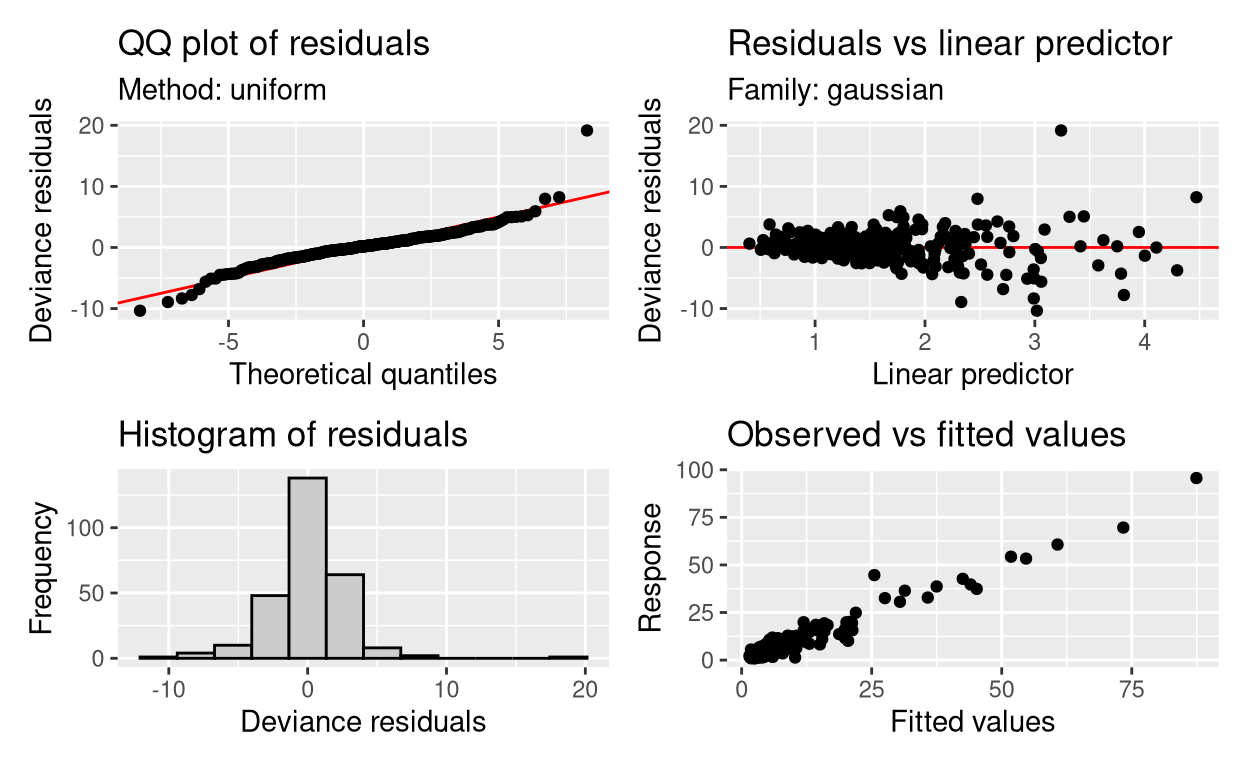 QQ plot of residuals
Method: uniform
Deviance residuals
20
10
0
-10
-5
0
5
Theoretical quantiles
Residuals vs linear predictor
Family: gaussian
Deviance residuals
20
10
0
-10
1
2
3
4
Linear predictor
Histogram of residuals
Frequency
100
50
0
-10
0
10
20
Deviance residuals
Observed vs fitted values
Response
100
75
50
25
0
0
25
50
75
Fitted values